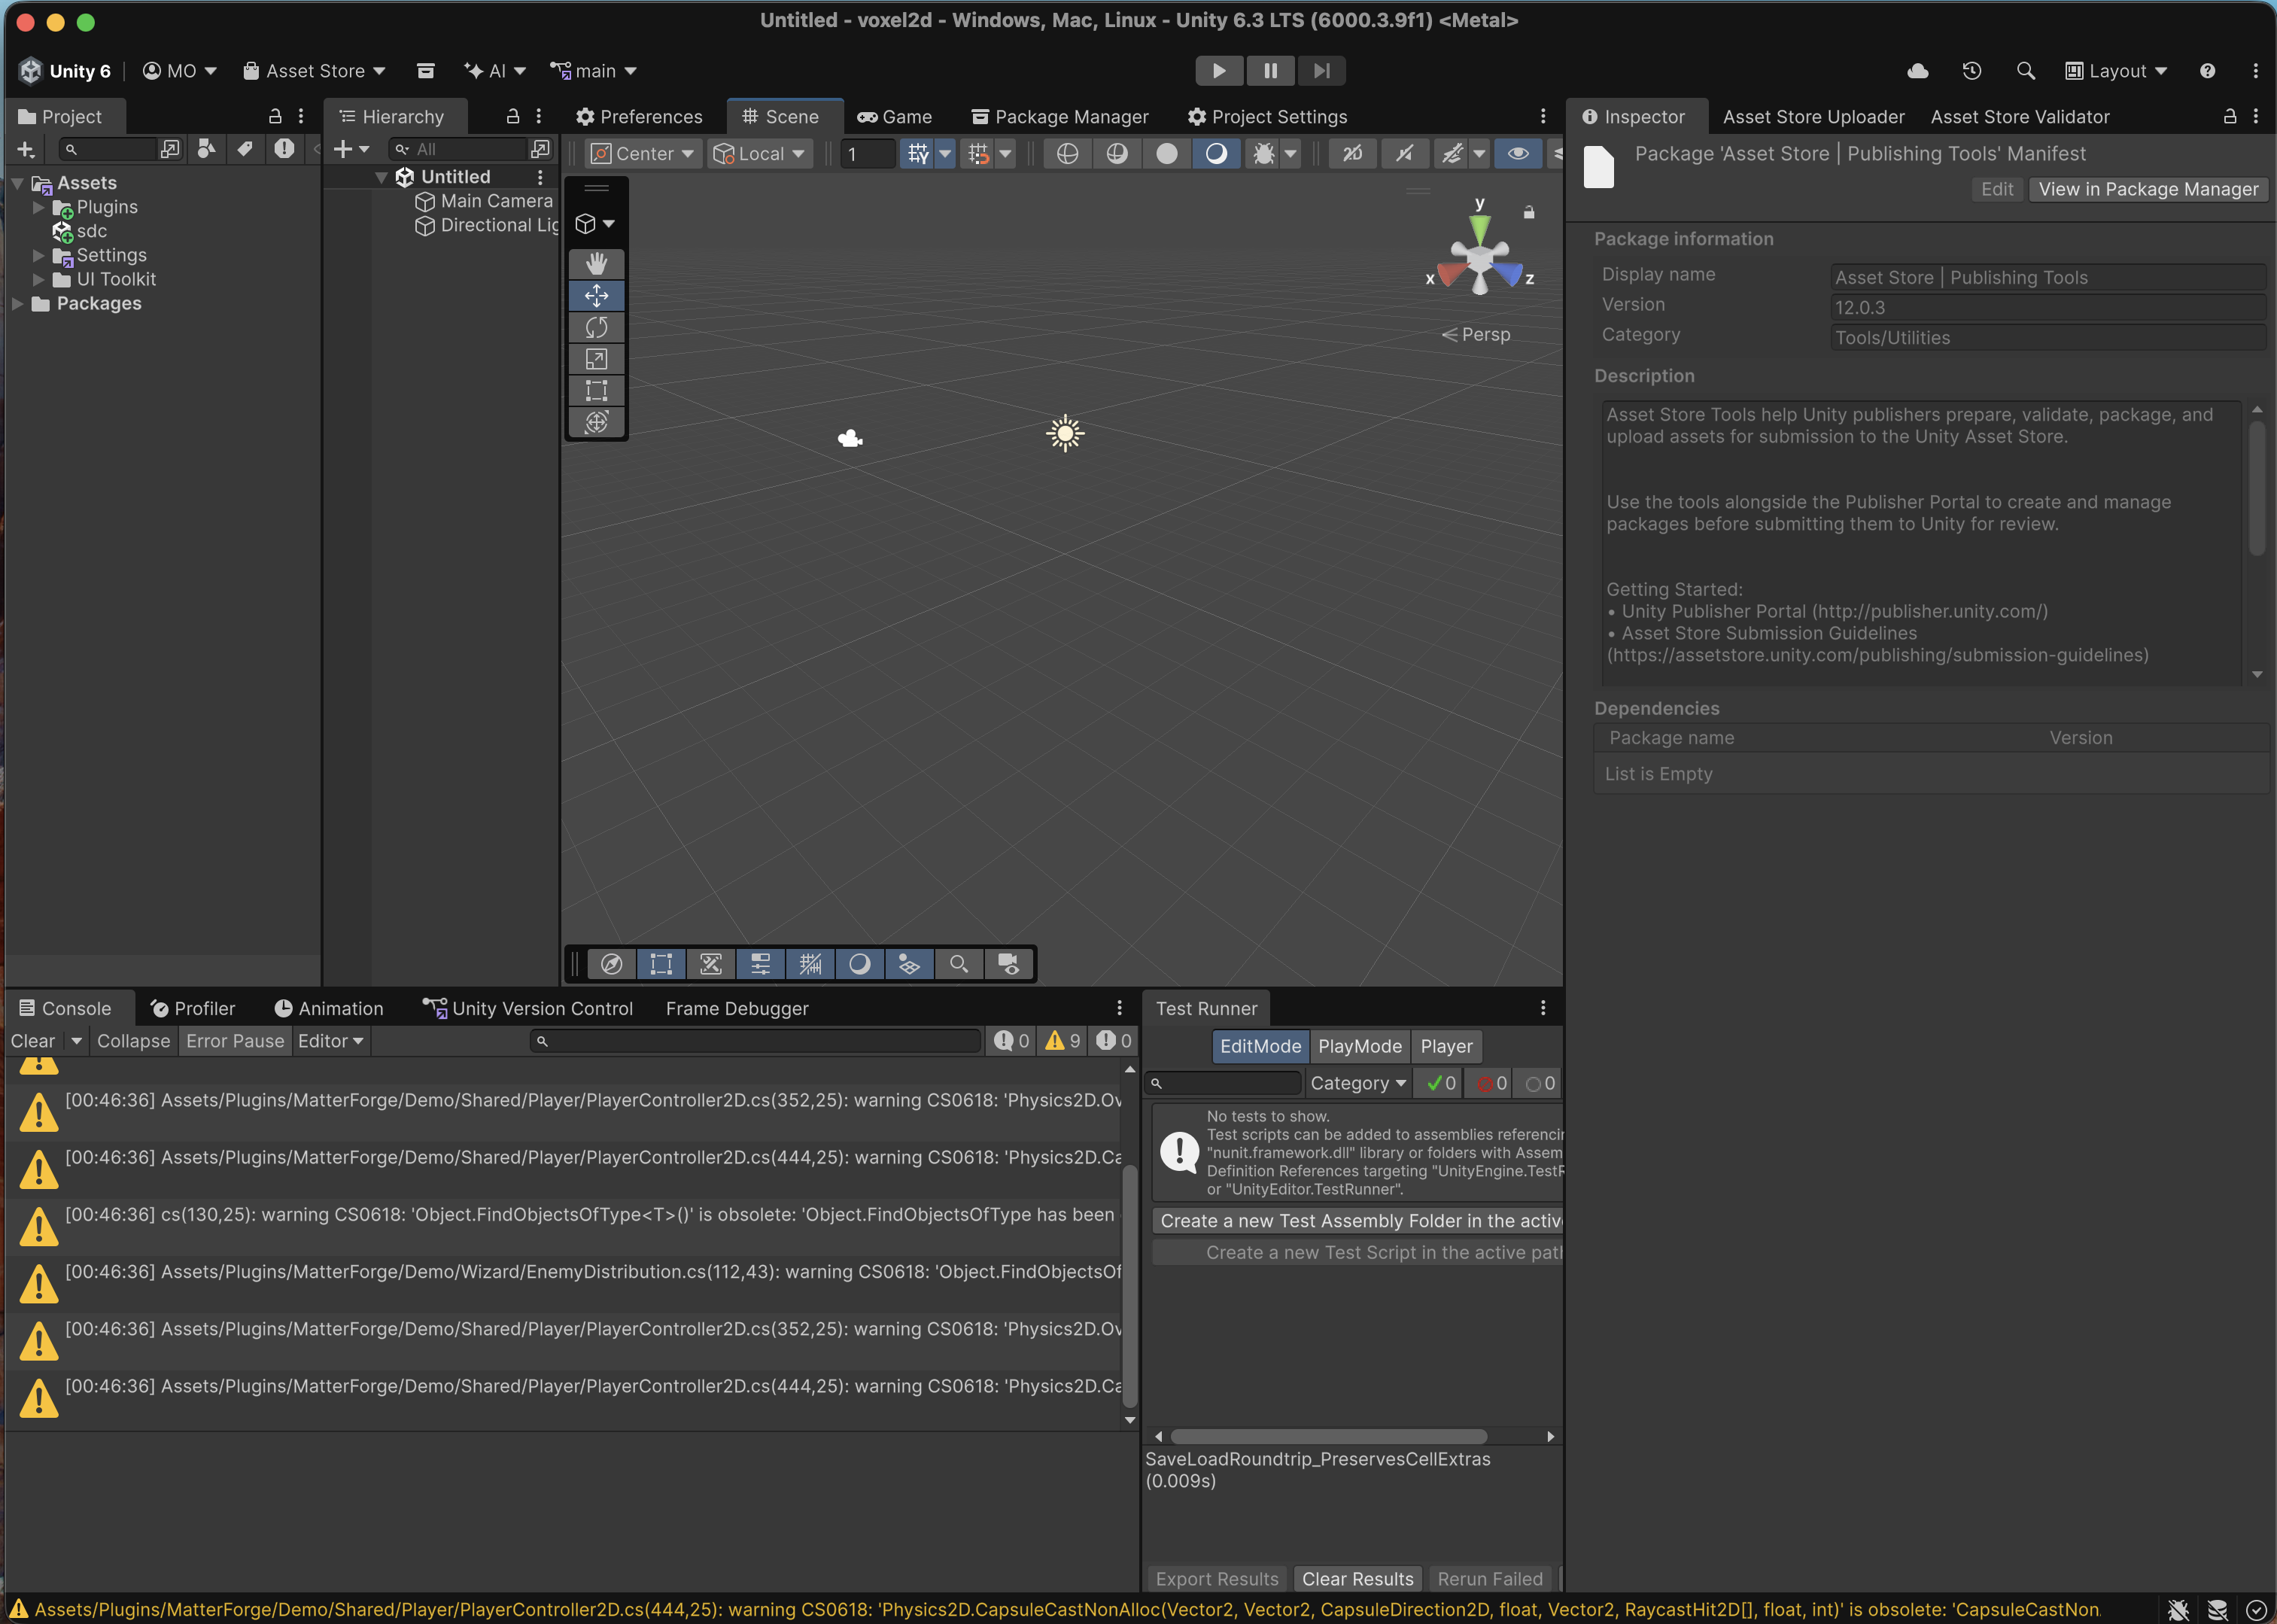 Untitled - voxel2d - Windows, Mac, Linux - Unity 6.3 LTS (6000.3.9f1) <Metal>
Unity 6 MO Asset Store AI main Layout
Project
Assets
Plugins
sdc
Settings
UI Toolkit
Packages
Hierarchy
All
Untitled
Main Camera
Directional Lig
Preferences Scene Game Package Manager Project Settings
Center Local 1 2D
y
x z
Persp
Inspector Asset Store Uploader Asset Store Validator
Package 'Asset Store | Publishing Tools' Manifest
Edit View in Package Manager
Package information
Display name Asset Store | Publishing Tools
Version 12.0.3
Category Tools/Utilities
Description
Asset Store Tools help Unity publishers prepare, validate, package, and
upload assets for submission to the Unity Asset Store.
Use the tools alongside the Publisher Portal to create and manage
packages before submitting them to Unity for review.
Getting Started:
• Unity Publisher Portal (http://publisher.unity.com/)
• Asset Store Submission Guidelines
(https://assetstore.unity.com/publishing/submission-guidelines)
Dependencies
Package name Version
List is Empty
Console Profiler Animation Unity Version Control Frame Debugger
Clear Collapse Error Pause Editor 0 9 0
[00:46:36] Assets/Plugins/MatterForge/Demo/Shared/Player/PlayerController2D.cs(352,25): warning CS0618: 'Physics2D.Ov
[00:46:36] Assets/Plugins/MatterForge/Demo/Shared/Player/PlayerController2D.cs(444,25): warning CS0618: 'Physics2D.Ca
[00:46:36] cs(130,25): warning CS0618: 'Object.FindObjectsOfType<T>()' is obsolete: 'Object.FindObjectsOfType has been
[00:46:36] Assets/Plugins/MatterForge/Demo/Wizard/EnemyDistribution.cs(112,43): warning CS0618: 'Object.FindObjectsOf
[00:46:36] Assets/Plugins/MatterForge/Demo/Shared/Player/PlayerController2D.cs(352,25): warning CS0618: 'Physics2D.Ov
[00:46:36] Assets/Plugins/MatterForge/Demo/Shared/Player/PlayerController2D.cs(444,25): warning CS0618: 'Physics2D.Ca
Test Runner
EditMode PlayMode Player
Category 0 0 0
No tests to show.
Test scripts can be added to assemblies referencin
"nunit.framework.dll" library or folders with Assem
Definition References targeting "UnityEngine.TestR
or "UnityEditor.TestRunner".
Create a new Test Assembly Folder in the active
Create a new Test Script in the active path
SaveLoadRoundtrip_PreservesCellExtras
(0.009s)
Export Results Clear Results Rerun Failed
Assets/Plugins/MatterForge/Demo/Shared/Player/PlayerController2D.cs(444,25): warning CS0618: 'Physics2D.CapsuleCastNonAlloc(Vector2, Vector2, CapsuleDirection2D, float, Vector2, RaycastHit2D[], float, int)' is obsolete: 'CapsuleCastNon